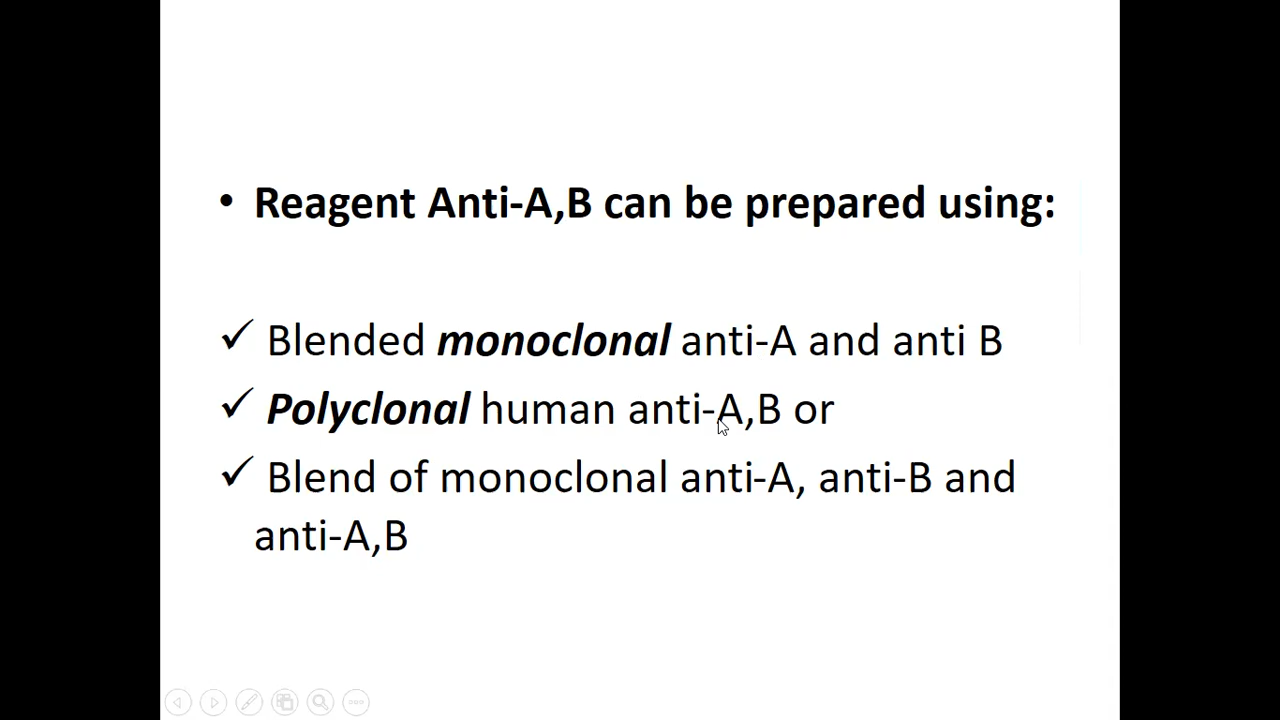 • Reagent Anti-A,B can be prepared using:
✓ Blended monoclonal anti-A and anti B
✓ Polyclonal human anti-A,B or
✓ Blend of monoclonal anti-A, anti-B and
anti-A,B